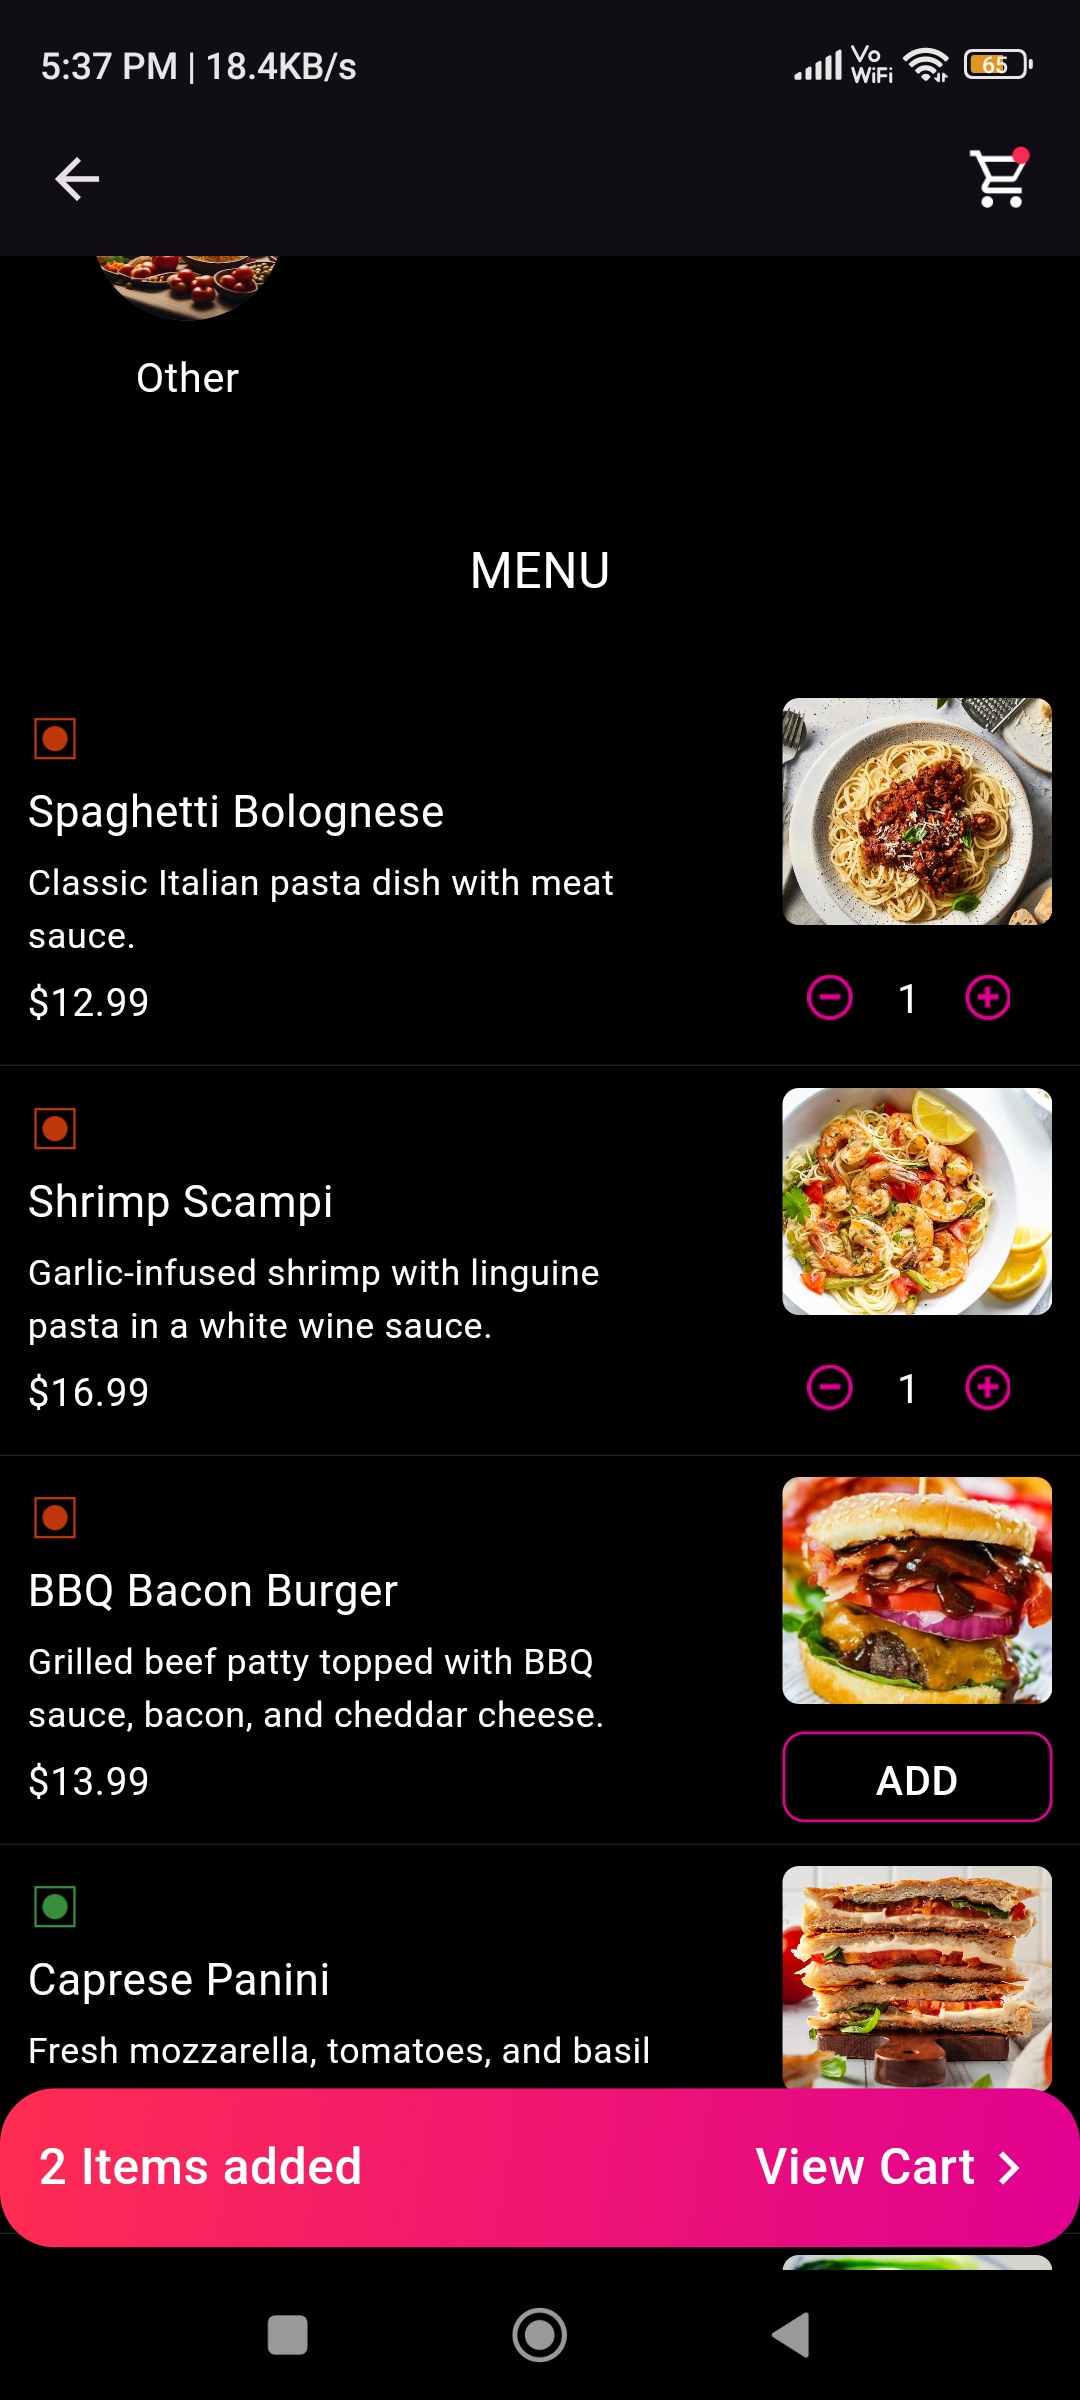 5:37 PM | 18.4KB/s
Vo
WiFi
65
Other
MENU
Spaghetti Bolognese
Classic Italian pasta dish with meat
sauce.
$12.99
1
Shrimp Scampi
Garlic-infused shrimp with linguine
pasta in a white wine sauce.
$16.99
1
BBQ Bacon Burger
Grilled beef patty topped with BBQ
sauce, bacon, and cheddar cheese.
$13.99
ADD
Caprese Panini
Fresh mozzarella, tomatoes, and basil
2 Items added
View Cart